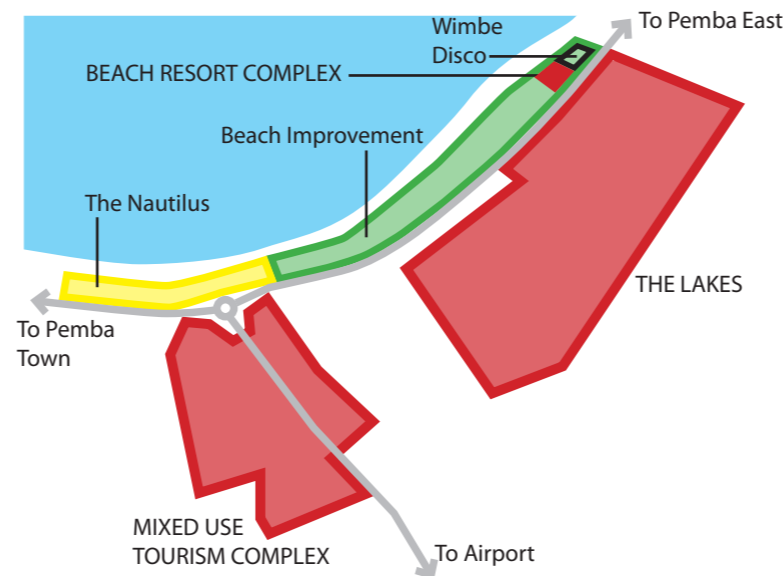 Wimbe
Disco
To Pemba East
BEACH RESORT COMPLEX
Beach Improvement
The Nautilus
THE LAKES
To Pemba
Town
MIXED USE
TOURISM COMPLEX
To Airport